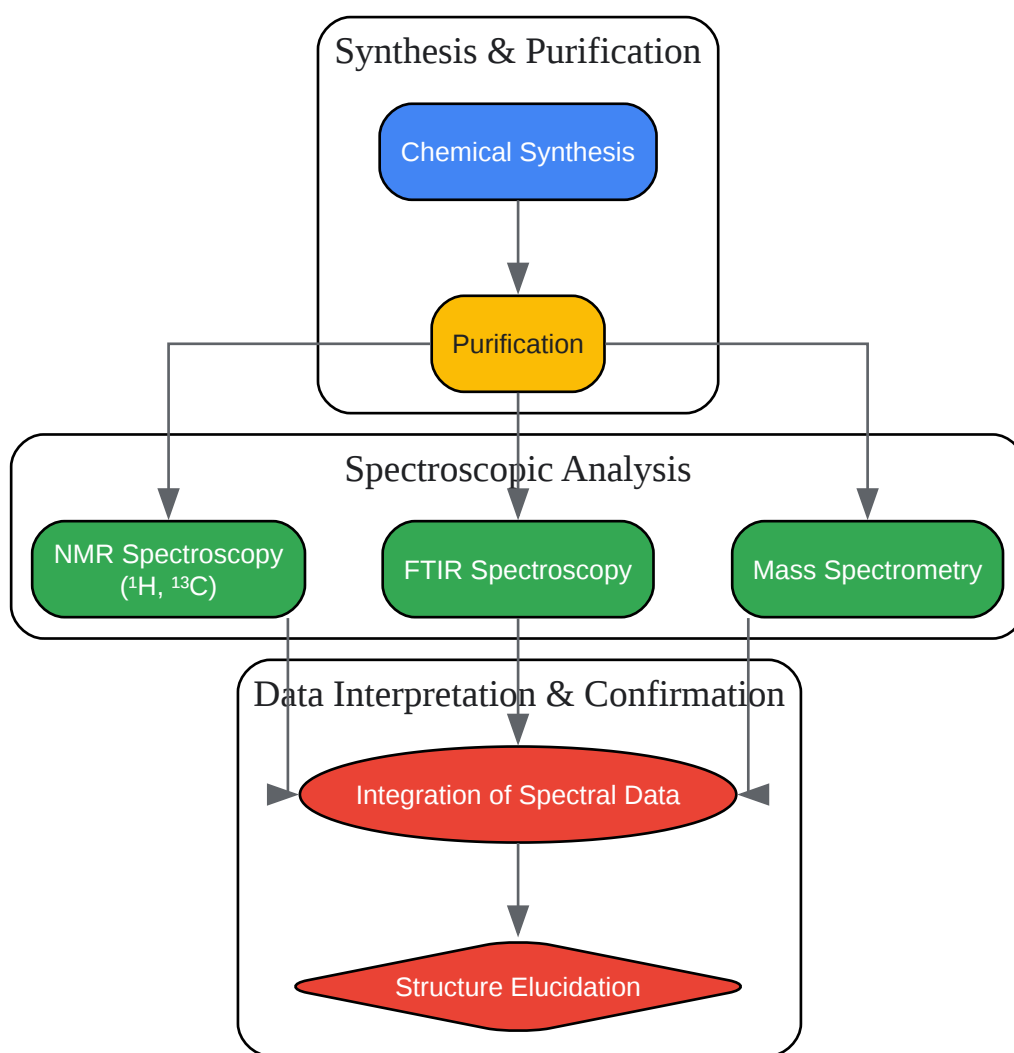 Synthesis & Purification
Chemical Synthesis
Purification
Spectroscopic Analysis
NMR Spectroscopy
(¹H, ¹³C)
FTIR Spectroscopy
Mass Spectrometry
Data Interpretation & Confirmation
Integration of Spectral Data
Structure Elucidation